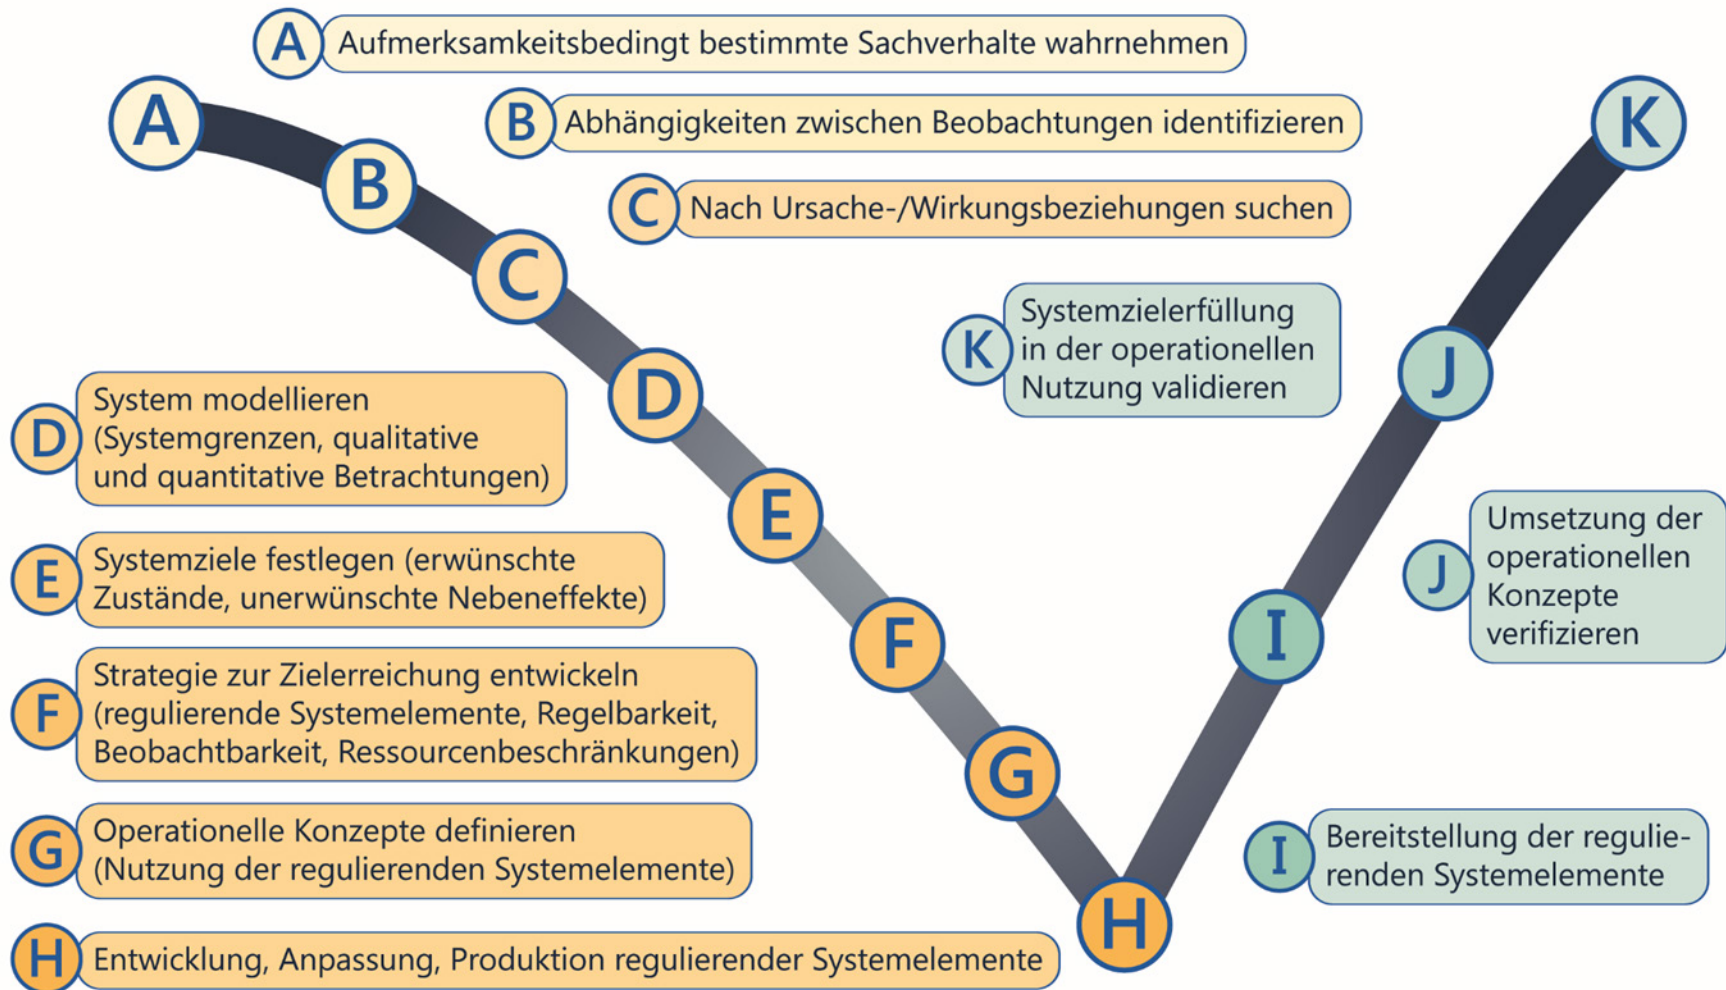 A Aufmerksamkeitsbedingt bestimmte Sachverhalte wahrnehmen
B Abhängigkeiten zwischen Beobachtungen identifizieren
C Nach Ursache-/Wirkungsbeziehungen suchen
A
B
C
D
E
F
G
H
I
J
K
D System modellieren
(Systemgrenzen, qualitative
und quantitative Betrachtungen)
E Systemziele festlegen (erwünschte
Zustände, unerwünschte Nebeneffekte)
F Strategie zur Zielerreichung entwickeln
(regulierende Systemelemente, Regelbarkeit,
Beobachtbarkeit, Ressourcenbeschränkungen)
G Operationelle Konzepte definieren
(Nutzung der regulierenden Systemelemente)
H Entwicklung, Anpassung, Produktion regulierender Systemelemente
K Systemzielerfüllung
in der operationellen
Nutzung validieren
J Umsetzung der
operationellen
Konzepte
verifizieren
I Bereitstellung der regulie-
renden Systemelemente